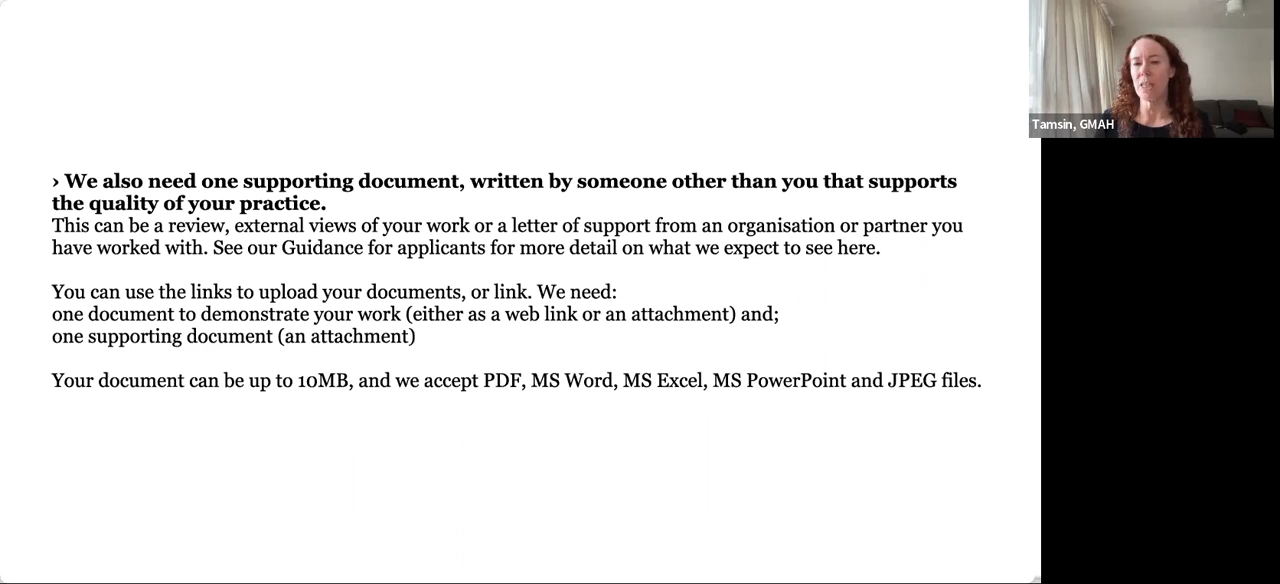 › We also need one supporting document, written by someone other than you that supports
the quality of your practice.
This can be a review, external views of your work or a letter of support from an organisation or partner you
have worked with. See our Guidance for applicants for more detail on what we expect to see here.
You can use the links to upload your documents, or link. We need:
one document to demonstrate your work (either as a web link or an attachment) and;
one supporting document (an attachment)
Your document can be up to 10MB, and we accept PDF, MS Word, MS Excel, MS PowerPoint and JPEG files.
Tamsin, GMAH